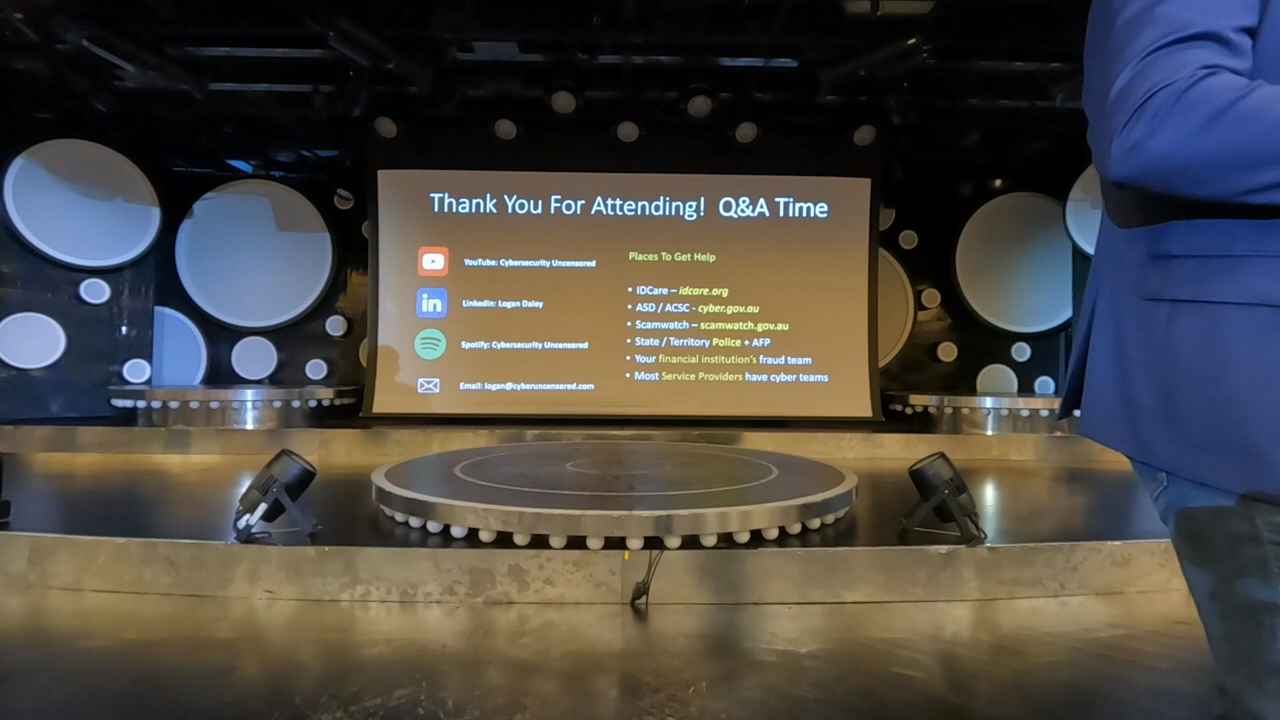 Thank You For Attending! Q&A Time
YouTube: Cybersecurity Uncensored
LinkedIn: Logan Daley
Spotify: Cybersecurity Uncensored
Email: logan@cyberuncensored.com
Places To Get Help
• IDCare – idcare.org
• ASD / ACSC - cyber.gov.au
• Scamwatch – scamwatch.gov.au
• State / Territory Police + AFP
• Your financial institution's fraud team
• Most Service Providers have cyber teams